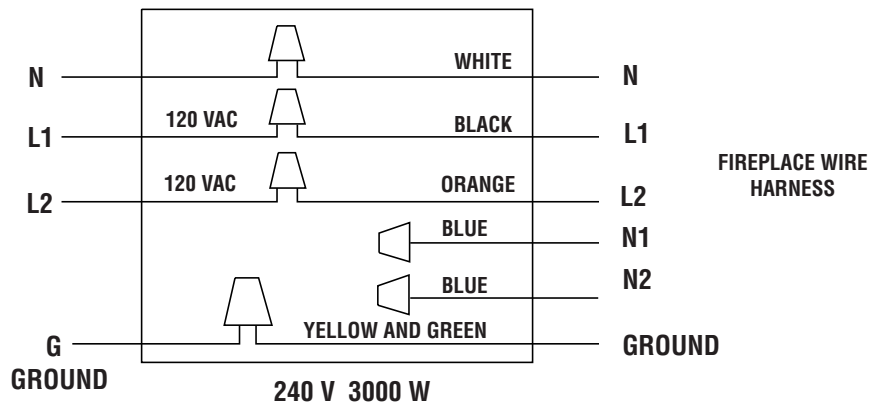 WHITE
N
N
120 VAC
BLACK
L1
L1
FIREPLACE WIRE
HARNESS
120 VAC
ORANGE
L2
L2
BLUE
N1
BLUE
N2
YELLOW AND GREEN
G
GROUND
GROUND
240 V 3000 W